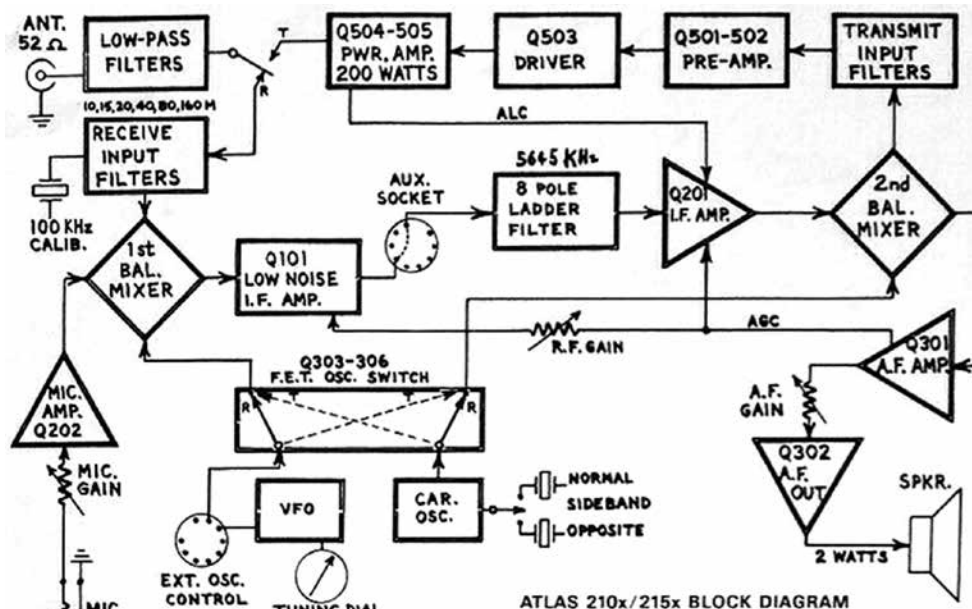 ANT.
52 Ω
LOW-PASS
FILTERS
10,15,20,40,80,160 M
T
R
Q504-505
PWR. AMP.
200 WATTS
Q503
DRIVER
Q501-502
PRE-AMP.
TRANSMIT
INPUT
FILTERS
ALC
RECEIVE
INPUT
FILTERS
100 KHz
CALIB.
1st
BAL.
MIXER
Q101
LOW NOISE
I.F. AMP.
AUX.
SOCKET
5645 KHz
8 POLE
LADDER
FILTER
Q201
I.F. AMP.
2nd
BAL.
MIXER
R.F. GAIN
AGC
Q301
A.F. AMP.
Q303-306
F.E.T. OSC. SWITCH
R
T
T
R
MIC.
AMP.
Q202
MIC.
GAIN
MIC
VFO
EXT. OSC.
CONTROL
TUNING DIAL
CAR.
OSC.
NORMAL
SIDEBAND
OPPOSITE
A.F.
GAIN
Q302
A.F.
OUT
SPKR.
2 WATTS
ATLAS 210x/215x BLOCK DIAGRAM